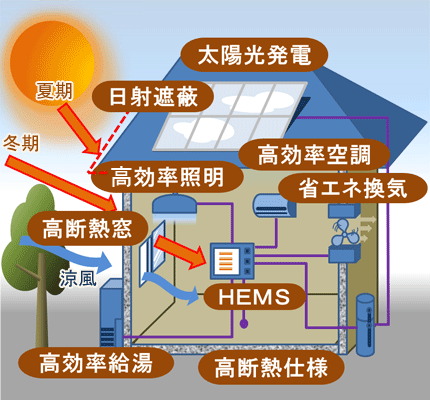 太陽光発電
夏期
日射遮蔽
冬期
高効率空調
高効率照明
省エネ換気
高断熱窓
涼風
HEMS
高効率給湯
高断熱仕様